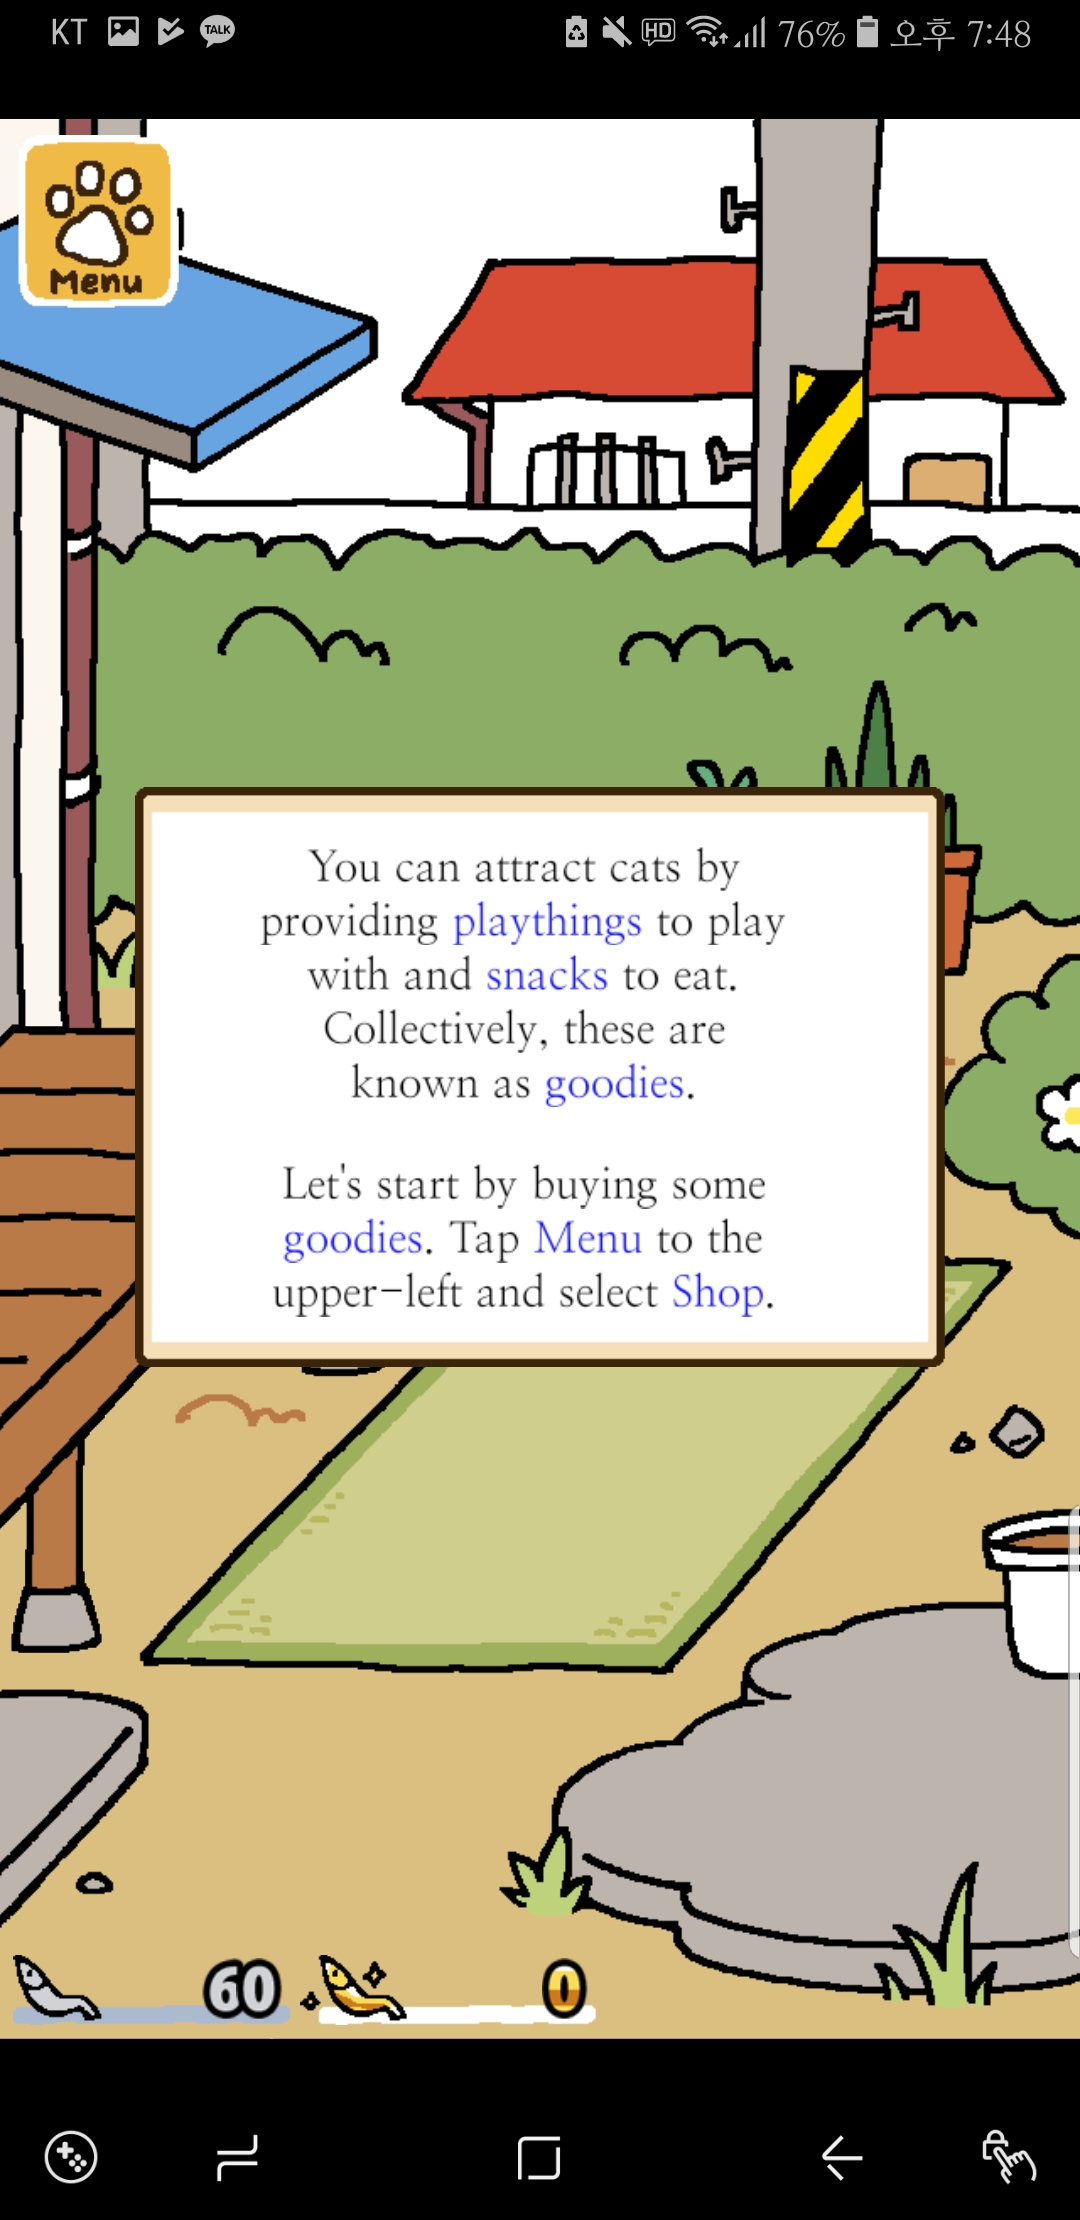 KT TALK HD 76% 오후 7:48
Menu
You can attract cats by
providing playthings to play
with and snacks to eat.
Collectively, these are
known as goodies.
Let's start by buying some
goodies. Tap Menu to the
upper-left and select Shop.
60 0